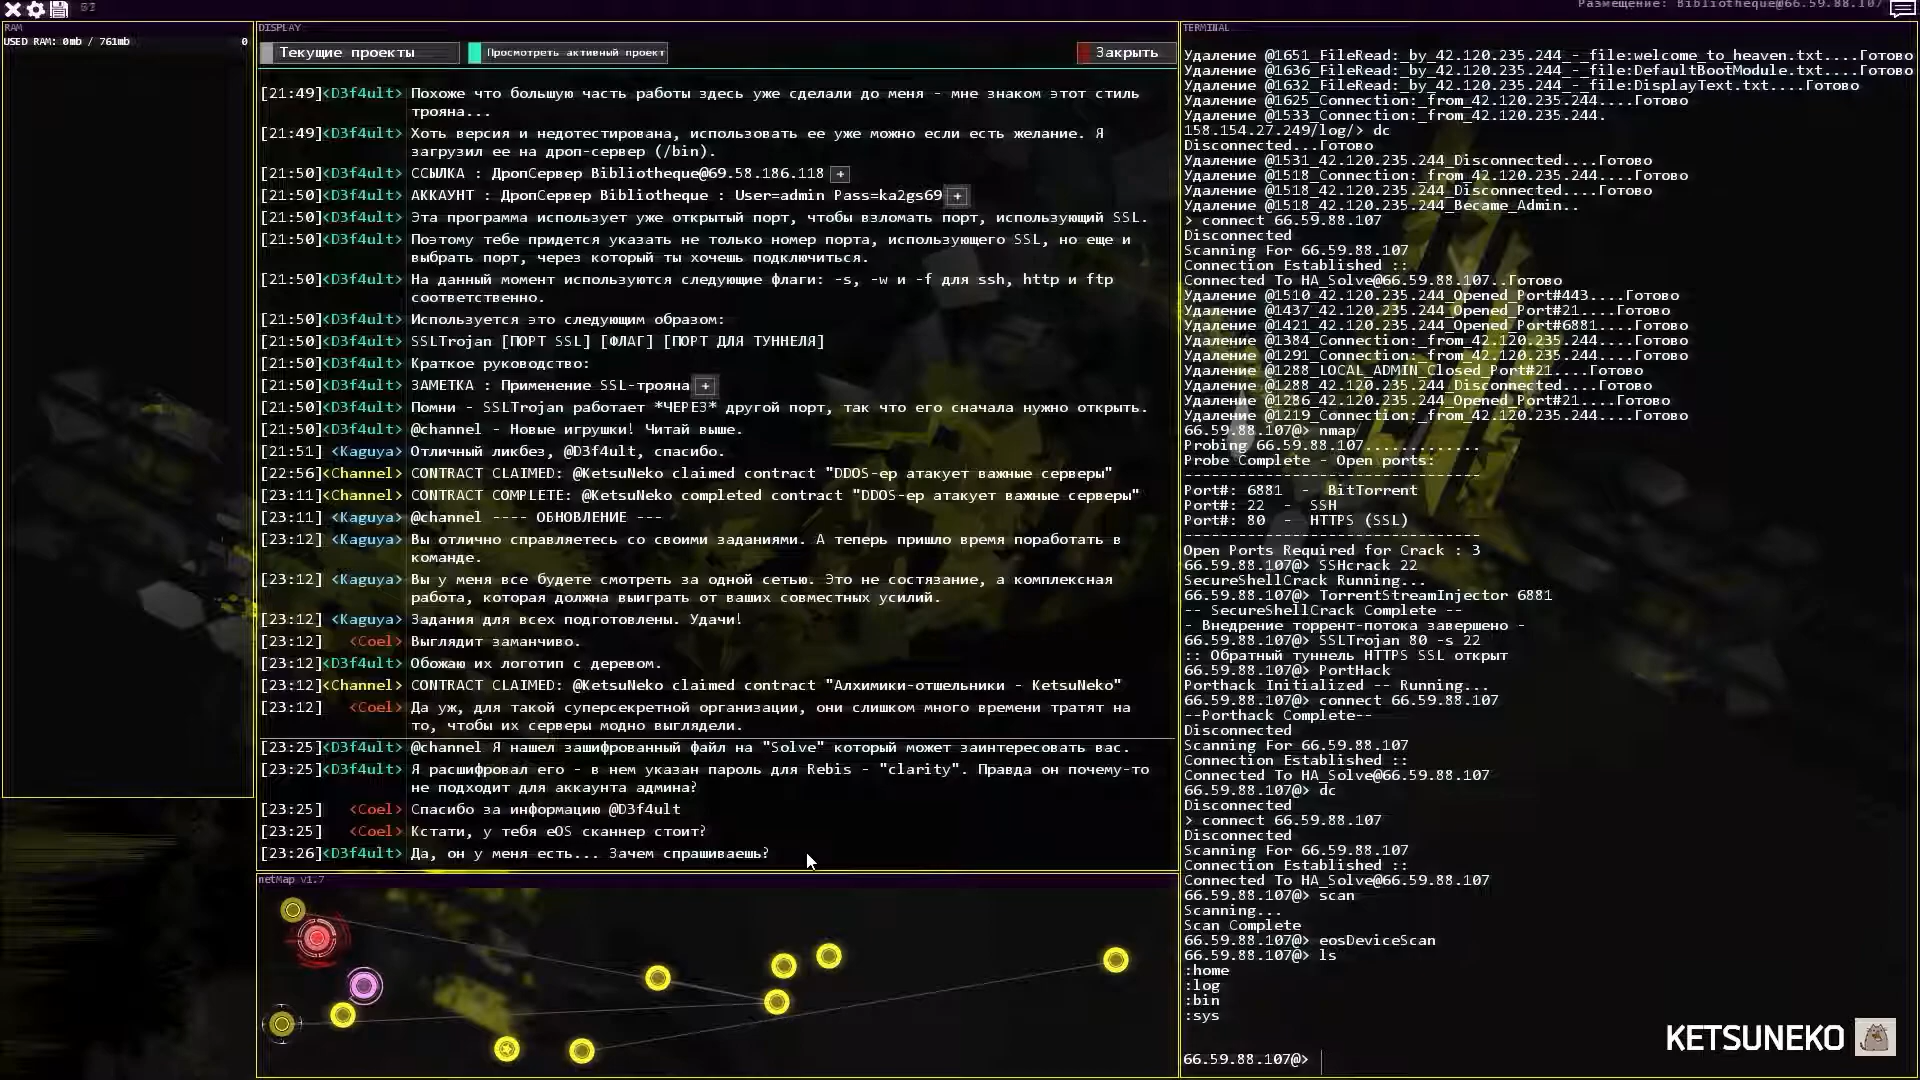 Размещение: Bibliotheque@66.59.88.107
RAM
USED RAM: 0mb / 761mb 0
DISPLAY
Текущие проекты
Просмотреть активный проект
Закрыть
[21:49]<D3f4ult> Похоже что большую часть работы здесь уже сделали до меня - мне знаком этот стиль
трояна...
[21:49]<D3f4ult> Хоть версия и недотестирована, использовать ее уже можно если есть желание. Я
загрузил ее на дроп-сервер (/bin).
[21:50]<D3f4ult> ССЫЛКА : ДропСервер Bibliotheque@69.58.186.118 +
[21:50]<D3f4ult> АККАУНТ : ДропСервер Bibliotheque : User=admin Pass=ka2gs69 +
[21:50]<D3f4ult> Эта программа использует уже открытый порт, чтобы взломать порт, использующий SSL.
[21:50]<D3f4ult> Поэтому тебе придется указать не только номер порта, использующего SSL, но еще и
выбрать порт, через который ты хочешь подключиться.
[21:50]<D3f4ult> На данный момент используются следующие флаги: -s, -w и -f для ssh, http и ftp
соответственно.
[21:50]<D3f4ult> Используется это следующим образом:
[21:50]<D3f4ult> SSLTrojan [ПОРТ SSL] [ФЛАГ] [ПОРТ ДЛЯ ТУННЕЛЯ]
[21:50]<D3f4ult> Краткое руководство:
[21:50]<D3f4ult> ЗАМЕТКА : Применение SSL-трояна +
[21:50]<D3f4ult> Помни - SSLTrojan работает *ЧЕРЕЗ* другой порт, так что его сначала нужно открыть.
[21:50]<D3f4ult> @channel - Новые игрушки! Читай выше.
[21:51] <Kaguya> Отличный ликбез, @D3f4ult, спасибо.
[22:56]<Channel> CONTRACT CLAIMED: @KetsuNeko claimed contract "DDOS-ер атакует важные серверы"
[23:11]<Channel> CONTRACT COMPLETE: @KetsuNeko completed contract "DDOS-ер атакует важные серверы"
[23:11] <Kaguya> @channel ---- ОБНОВЛЕНИЕ ---
[23:12] <Kaguya> Вы отлично справляетесь со своими заданиями. А теперь пришло время поработать в
команде.
[23:12] <Kaguya> Вы у меня все будете смотреть за одной сетью. Это не состязание, а комплексная
работа, которая должна выиграть от ваших совместных усилий.
[23:12] <Kaguya> Задания для всех подготовлены. Удачи!
[23:12] <Coel> Выглядит заманчиво.
[23:12]<D3f4ult> Обожаю их логотип с деревом.
[23:12]<Channel> CONTRACT CLAIMED: @KetsuNeko claimed contract "Алхимики-отшельники - KetsuNeko"
[23:12] <Coel> Да уж, для такой суперсекретной организации, они слишком много времени тратят на
то, чтобы их серверы модно выглядели.
[23:25]<D3f4ult> @channel Я нашел зашифрованный файл на "Solve" который может заинтересовать вас.
[23:25]<D3f4ult> Я расшифровал его - в нем указан пароль для Rebis - "clarity". Правда он почему-то
не подходит для аккаунта админа?
[23:25] <Coel> Спасибо за информацию @D3f4ult
[23:25] <Coel> Кстати, у тебя eOS сканнер стоит?
[23:26]<D3f4ult> Да, он у меня есть... Зачем спрашиваешь?
netMap v1.7
TERMINAL
Удаление @1651_FileRead:_by_42.120.235.244_-_file:welcome_to_heaven.txt....Готово
Удаление @1636_FileRead:_by_42.120.235.244_-_file:DefaultBootModule.txt....Готово
Удаление @1632_FileRead:_by_42.120.235.244_-_file:DisplayText.txt....Готово
Удаление @1625_Connection:_from_42.120.235.244....Готово
Удаление @1533_Connection:_from_42.120.235.244.
158.154.27.249/log/> dc
Disconnected...Готово
Удаление @1531_42.120.235.244_Disconnected....Готово
Удаление @1518_Connection:_from_42.120.235.244....Готово
Удаление @1518_42.120.235.244_Disconnected....Готово
Удаление @1518_42.120.235.244_Became_Admin..
> connect 66.59.88.107
Disconnected
Scanning For 66.59.88.107
Connection Established ::
Connected To HA_Solve@66.59.88.107..Готово
Удаление @1510_42.120.235.244_Opened_Port#443....Готово
Удаление @1437_42.120.235.244_Opened_Port#21....Готово
Удаление @1421_42.120.235.244_Opened_Port#6881....Готово
Удаление @1384_Connection:_from_42.120.235.244....Готово
Удаление @1291_Connection:_from_42.120.235.244....Готово
Удаление @1288_LOCAL_ADMIN_Closed_Port#21....Готово
Удаление @1288_42.120.235.244_Disconnected....Готово
Удаление @1286_42.120.235.244_Opened_Port#21....Готово
Удаление @1219_Connection:_from_42.120.235.244....Готово
66.59.88.107@> nmap
Probing 66.59.88.107.............
Probe Complete - Open ports:
---------------------------------
Port#: 6881  -  BitTorrent
Port#: 22  -  SSH
Port#: 80  -  HTTPS (SSL)
---------------------------------
Open Ports Required for Crack : 3
66.59.88.107@> SSHcrack 22
SecureShellCrack Running...
66.59.88.107@> TorrentStreamInjector 6881
-- SecureShellCrack Complete --
- Внедрение торрент-потока завершено -
66.59.88.107@> SSLTrojan 80 -s 22
:: Обратный туннель HTTPS SSL открыт
66.59.88.107@> PortHack
Porthack Initialized -- Running...
66.59.88.107@> connect 66.59.88.107
--Porthack Complete--
Disconnected
Scanning For 66.59.88.107
Connection Established ::
Connected To HA_Solve@66.59.88.107
66.59.88.107@> dc
Disconnected
> connect 66.59.88.107
Disconnected
Scanning For 66.59.88.107
Connection Established ::
Connected To HA_Solve@66.59.88.107
66.59.88.107@> scan
Scanning...
Scan Complete
66.59.88.107@> eosDeviceScan
66.59.88.107@> ls
:home
:log
:bin
:sys
66.59.88.107@>
KETSUNEKO